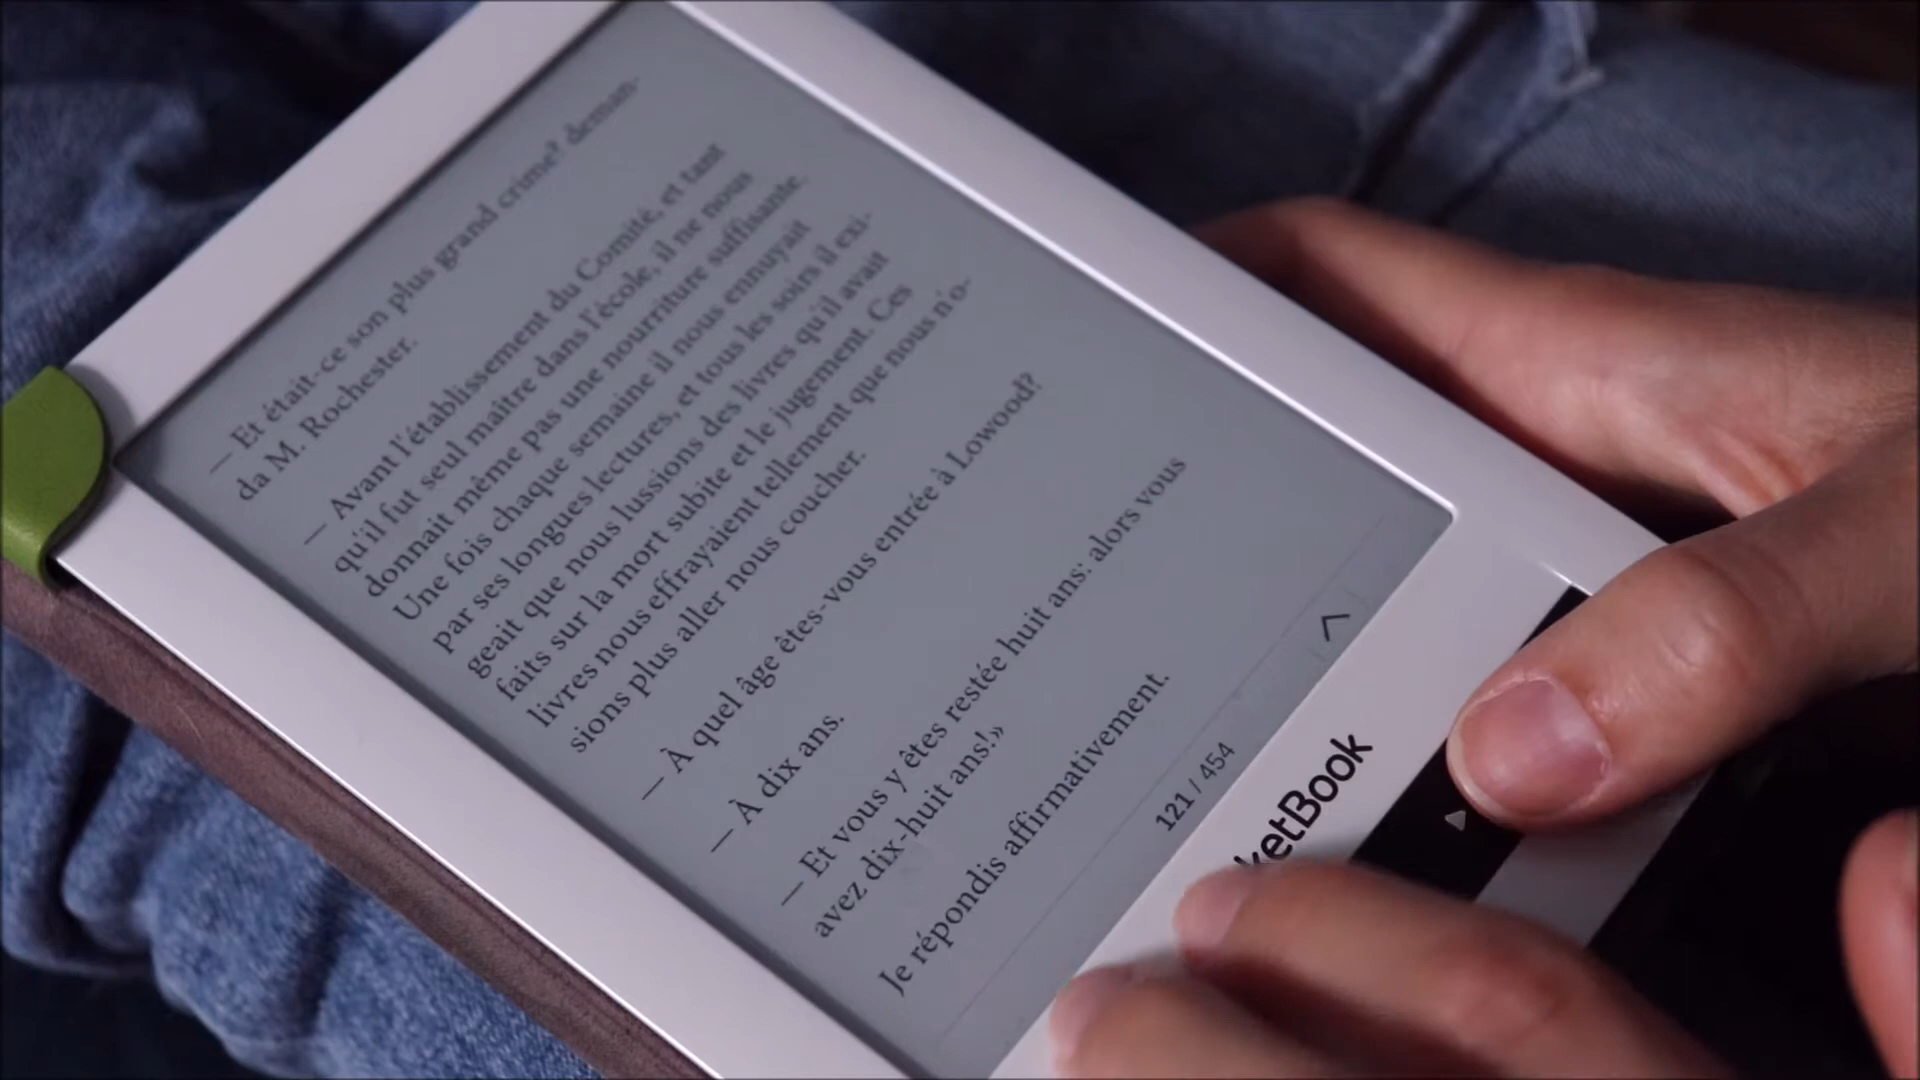 — Et était-ce son plus grand crime? deman-
da M. Rochester.
— Avant l'établissement du Comité, et tant
qu'il fut seul maître dans l'école, il ne nous
donnait même pas une nourriture suffisante.
Une fois chaque semaine il nous ennuyait
par ses longues lectures, et tous les soirs il exi-
geait que nous lussions des livres qu'il avait
faits sur la mort subite et le jugement. Ces
livres nous effrayaient tellement que nous n'o-
sions plus aller nous coucher.
— À quel âge êtes-vous entrée à Lowood?
— À dix ans.
— Et vous y êtes restée huit ans: alors vous
avez dix-huit ans!»
Je répondis affirmativement.
121 / 454
ketBook